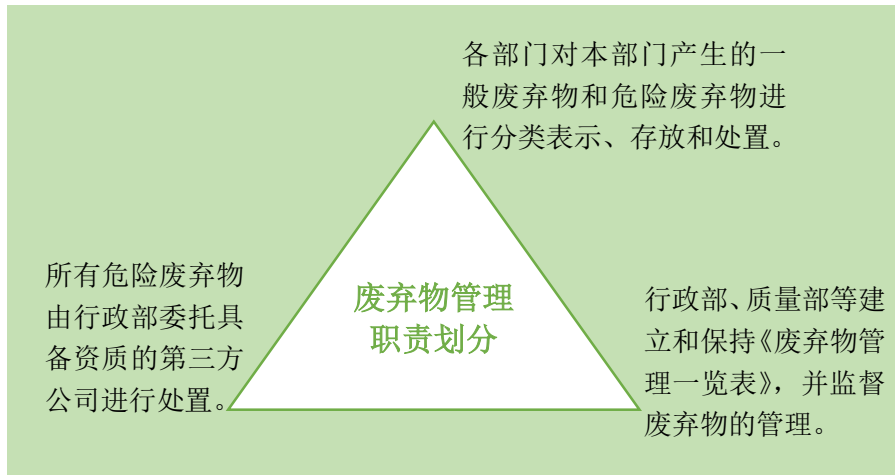 各部门对本部门产生的一
般废弃物和危险废弃物进
行分类表示、存放和处置。
所有危险废弃物
由行政部委托具
备资质的第三方
公司进行处置。
废弃物管理
职责划分
行政部、质量部等建
立和保持《废弃物管
理一览表》，并监督
废弃物的管理。